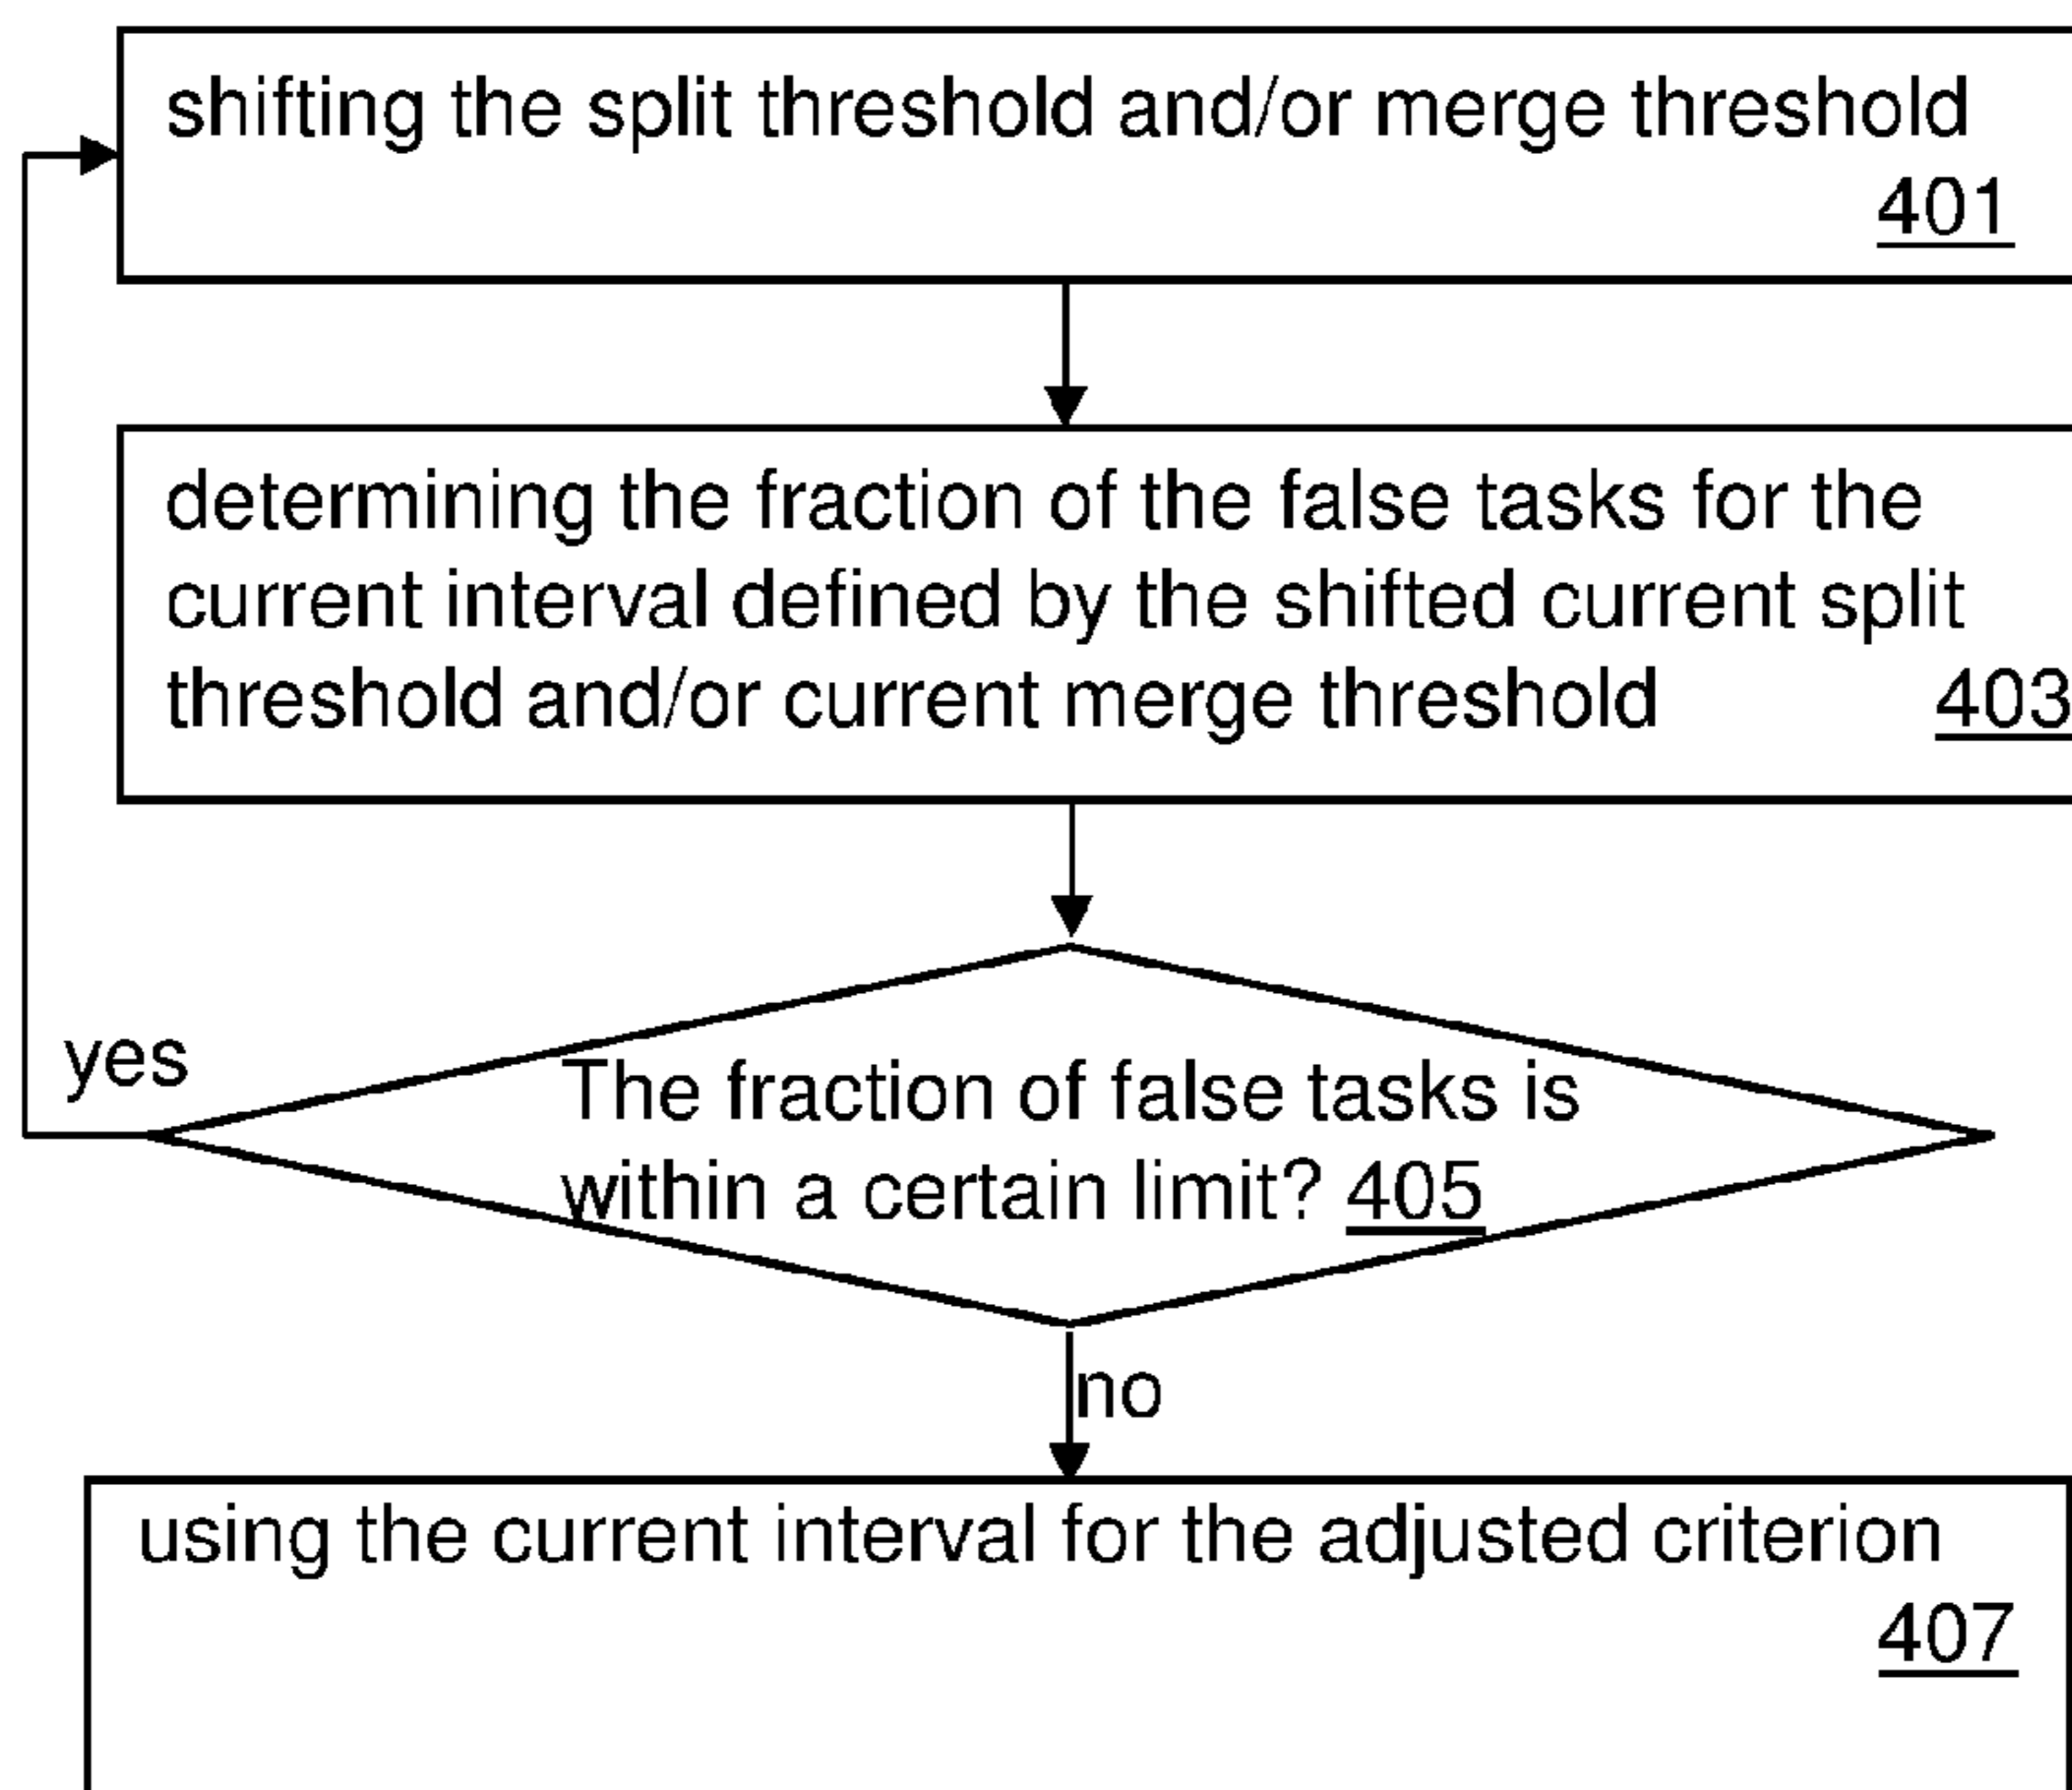 shifting the split threshold and/or merge threshold
401
determining the fraction of the false tasks for the
current interval defined by the shifted current split
threshold and/or current merge threshold 403
yes
The fraction of false tasks is
within a certain limit? 405
no
using the current interval for the adjusted criterion
407